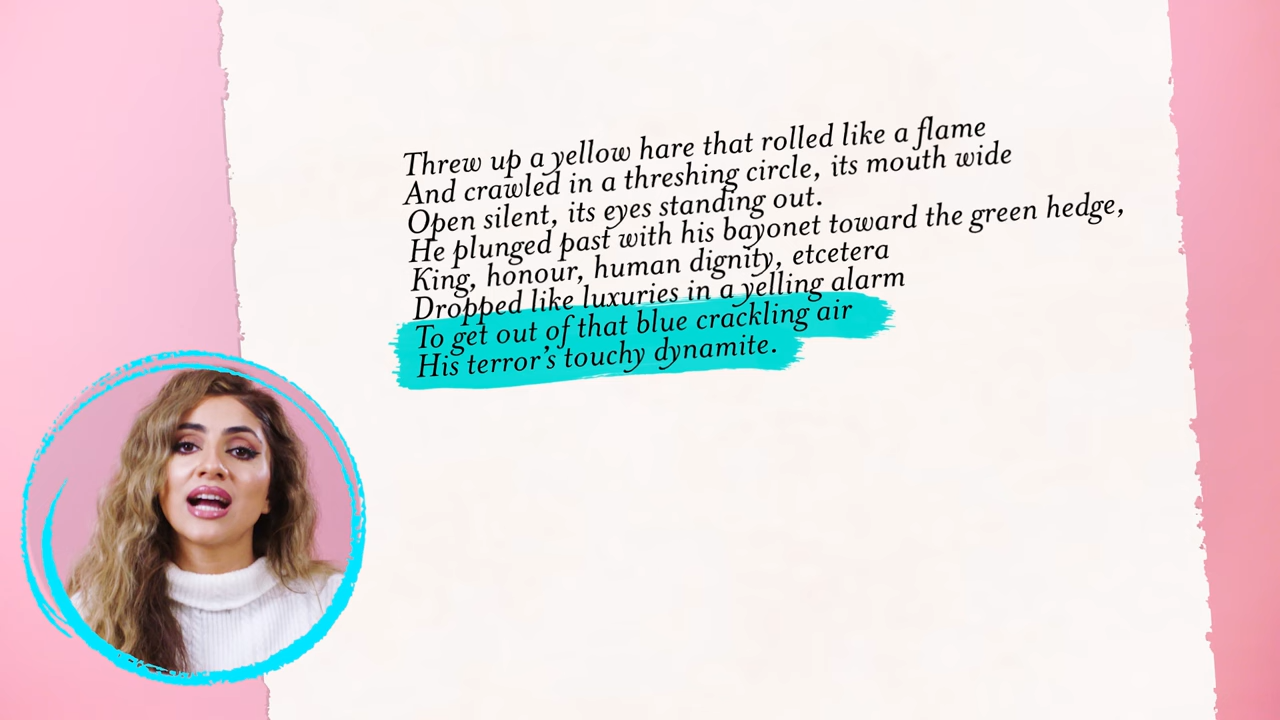 Threw up a yellow hare that rolled like a flame
And crawled in a threshing circle, its mouth wide
Open silent, its eyes standing out.
He plunged past with his bayonet toward the green hedge,
King, honour, human dignity, etcetera
Dropped like luxuries in a yelling alarm
To get out of that blue crackling air
His terror’s touchy dynamite.